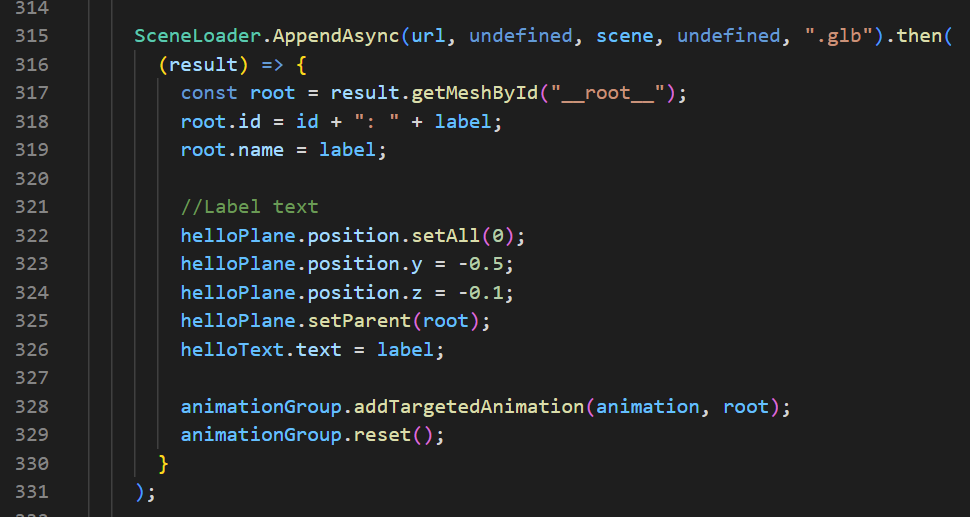 314
315 SceneLoader.AppendAsync(url, undefined, scene, undefined, ".glb").then(
316 (result) => {
317 const root = result.getMeshById("__root__");
318 root.id = id + ": " + label;
319 root.name = label;
320
321 //Label text
322 helloPlane.position.setAll(0);
323 helloPlane.position.y = -0.5;
324 helloPlane.position.z = -0.1;
325 helloPlane.setParent(root);
326 helloText.text = label;
327
328 animationGroup.addTargetedAnimation(animation, root);
329 animationGroup.reset();
330 }
331 );